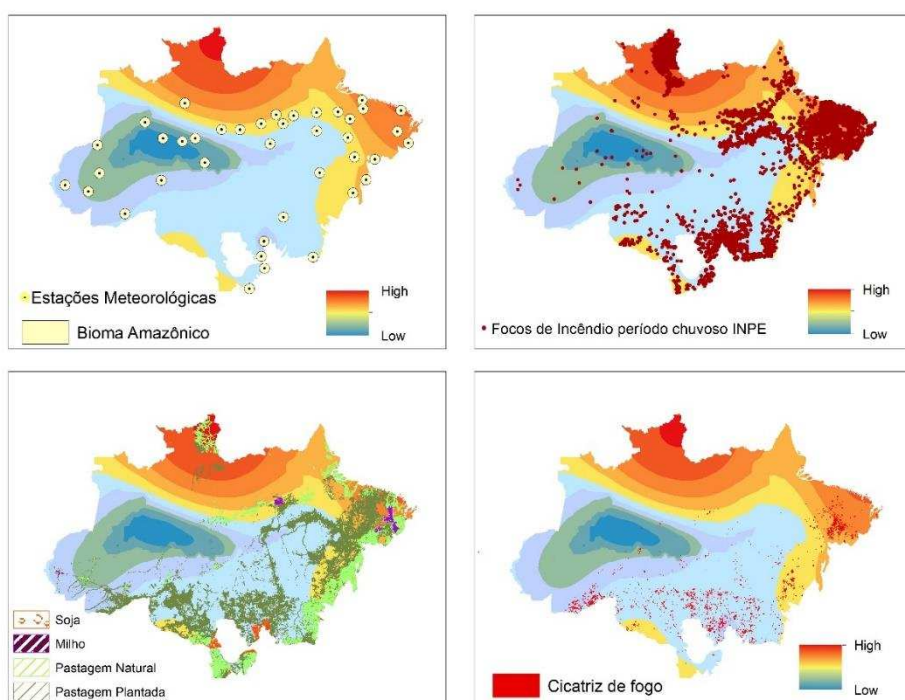 Estações Meteorológicas
Bioma Amazônico
High
Low
Focos de Incêndio período chuvoso INPE
High
Low
Soja
Milho
Pastagem Natural
Pastagem Plantada
Cicatriz de fogo
High
Low